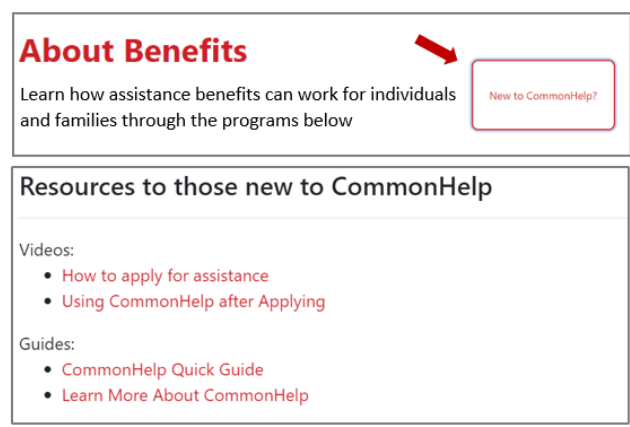 About Benefits
Learn how assistance benefits can work for individuals
and families through the programs below
New to CommonHelp?
Resources to those new to CommonHelp
Videos:
• How to apply for assistance
• Using CommonHelp after Applying
Guides:
• CommonHelp Quick Guide
• Learn More About CommonHelp